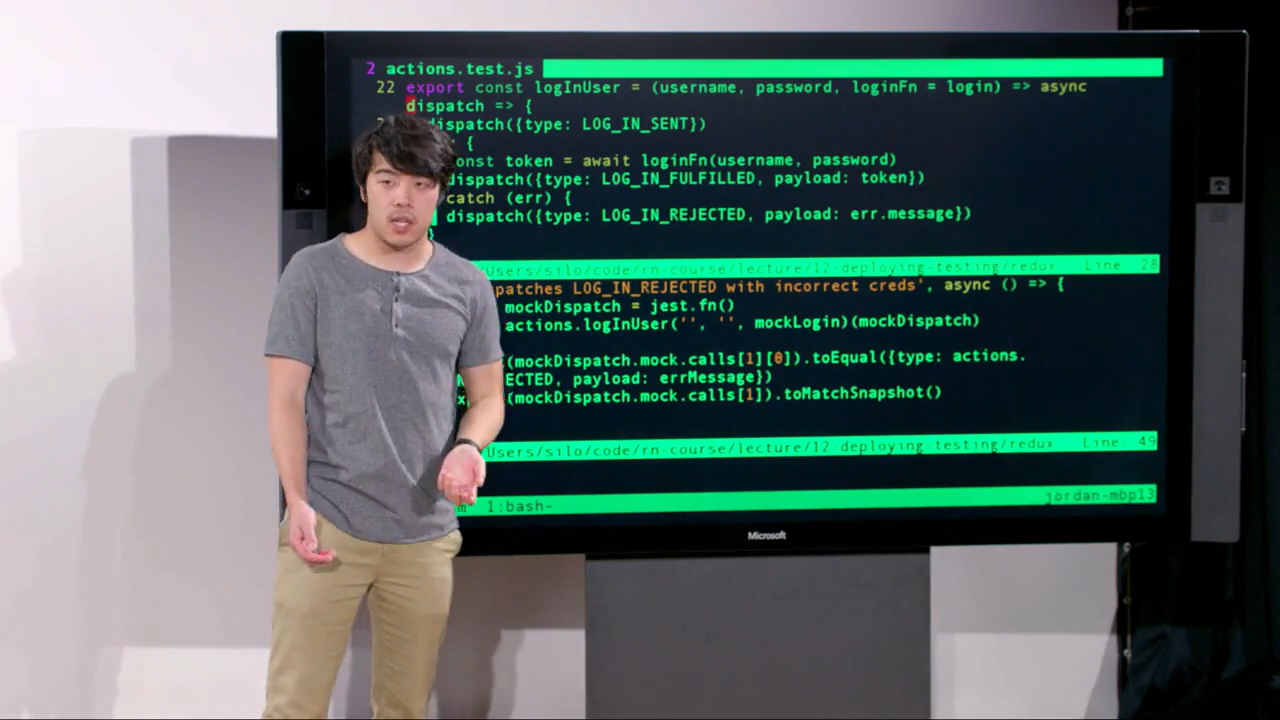 2 actions.test.js
22 export const logInUser = (username, password, loginFn = login) => async
dispatch => {
dispatch({type: LOG_IN_SENT})
{
const token = await loginFn(username, password)
dispatch({type: LOG_IN_FULFILLED, payload: token})
catch (err) {
dispatch({type: LOG_IN_REJECTED, payload: err.message})
}
Users/silo/code/rn-course/lecture/12-deploying-testing/redux Line 28
patches LOG_IN_REJECTED with incorrect creds', async () => {
mockDispatch = jest.fn()
actions.logInUser('', '', mockLogin)(mockDispatch)
(mockDispatch.mock.calls[1][0]).toEqual({type: actions.
ECTED, payload: errMessage})
(mockDispatch.mock.calls[1]).toMatchSnapshot()
Users/silo/code/rn-course/lecture/12-deploying-testing/redux Line 49
1:bash- jordan-mbp13
Microsoft